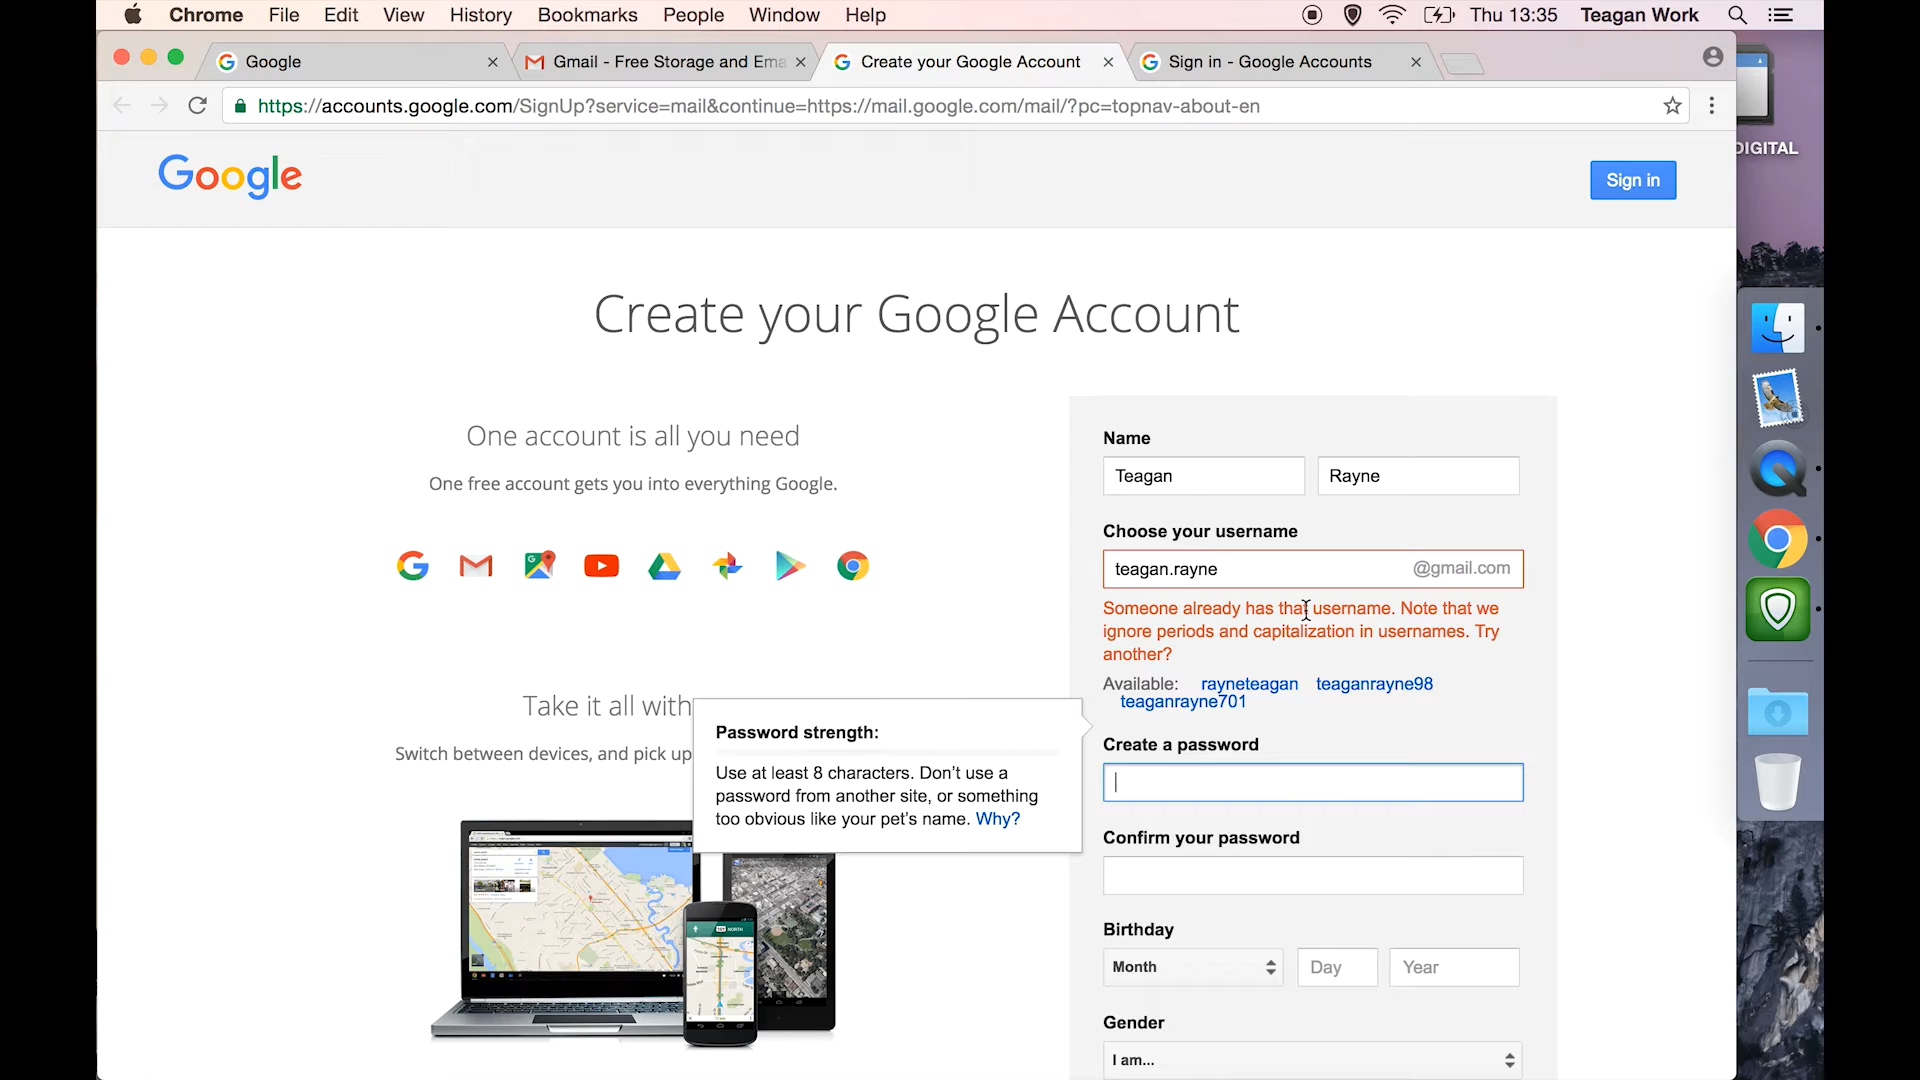 Chrome File Edit View History Bookmarks People Window Help Thu 13:35 Teagan Work
Google Gmail - Free Storage and Ema Create your Google Account Sign in - Google Accounts
https://accounts.google.com/SignUp?service=mail&continue=https://mail.google.com/mail/?pc=topnav-about-en
DIGITAL
Google
Sign in
Create your Google Account
One account is all you need
One free account gets you into everything Google.
Take it all with
Switch between devices, and pick up
Password strength:
Use at least 8 characters. Don't use a
password from another site, or something
too obvious like your pet's name. Why?
Name
Teagan Rayne
Choose your username
teagan.rayne @gmail.com
Someone already has that username. Note that we
ignore periods and capitalization in usernames. Try
another?
Available: rayneteagan teaganrayne98
teaganrayne701
Create a password
Confirm your password
Birthday
Month Day Year
Gender
I am...